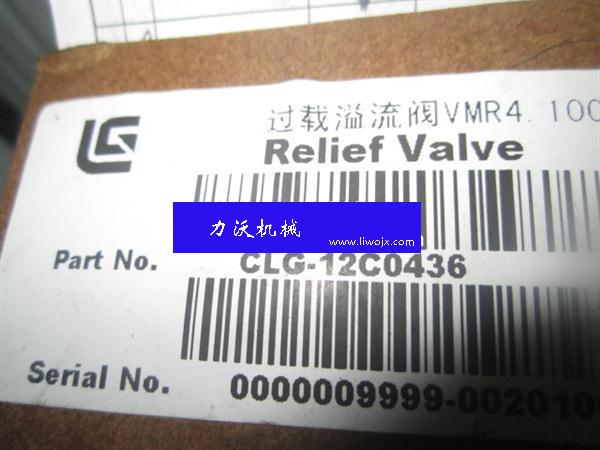 过载溢流阀VMR4.100
Relief Valve
力沃机械
www.liwojx.com
Part No. CLG-12C0436
Serial No. 0000009999-002010